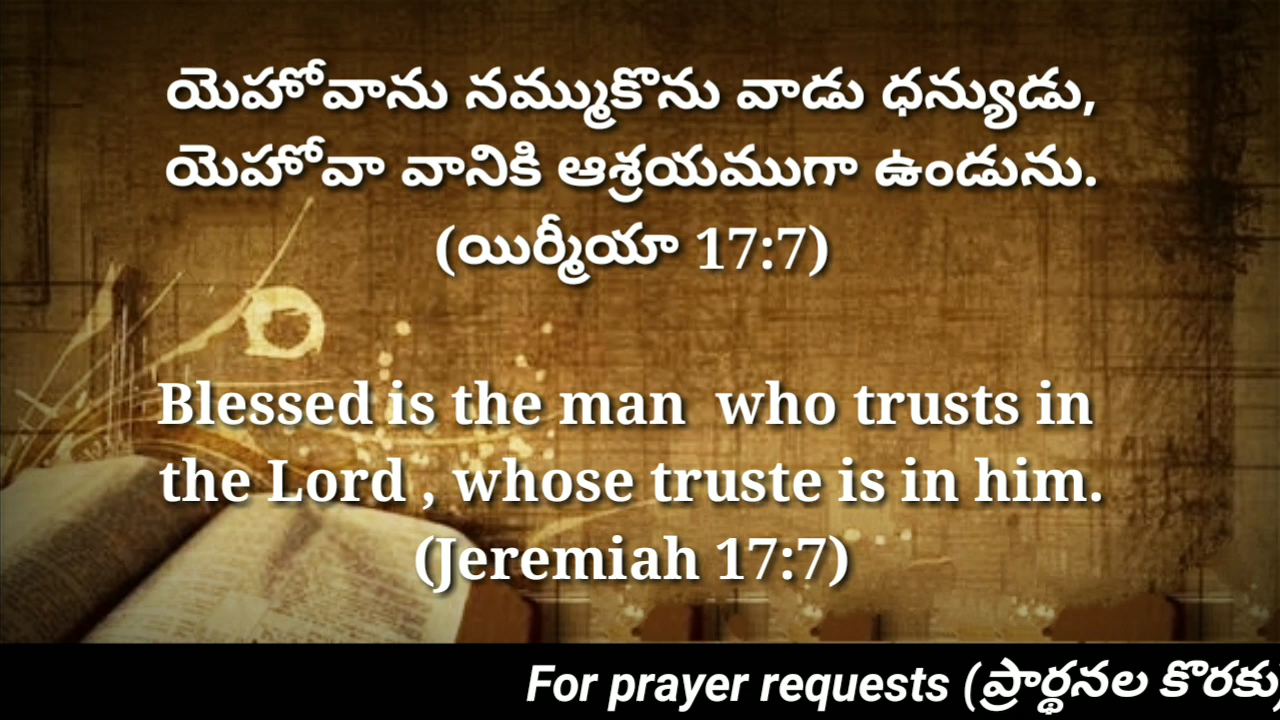 యెహోవాను నమ్ముకొను వాడు ధన్యుడు,
యెహోవా వానికి ఆశ్రయముగా ఉండును.
(యిర్మీయా 17:7)
Blessed is the man  who trusts in
the Lord , whose truste is in him.
(Jeremiah 17:7)
For prayer requests (ప్రార్థనల కొరకు)